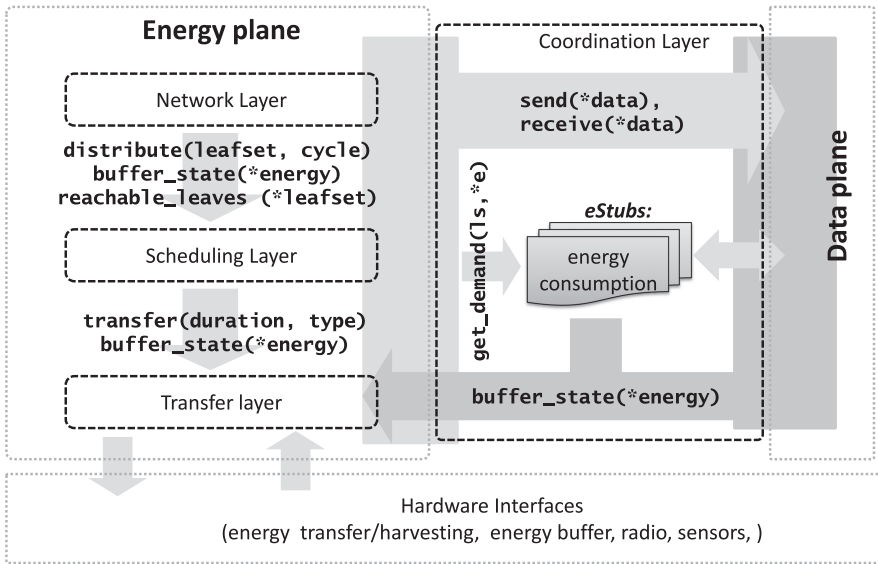 Energy plane
Network Layer
distribute(leafset, cycle)
buffer_state(*energy)
reachable_leaves (*leafset)
Scheduling Layer
transfer(duration, type)
buffer_state(*energy)
Transfer layer
Coordination Layer
send(*data),
receive(*data)
get_demand(ls,*e)
eStubs:
energy
consumption
buffer_state(*energy)
Data plane
Hardware Interfaces
(energy transfer/harvesting, energy buffer, radio, sensors, )